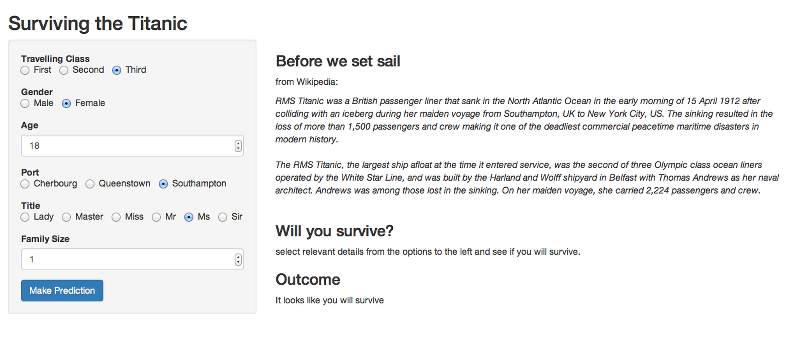 Surviving the Titanic
Travelling Class
First Second Third
Gender
Male Female
Age
18
Port
Cherbourg Queenstown Southampton
Title
Lady Master Miss Mr Ms Sir
Family Size
1
Make Prediction
Before we set sail
from Wikipedia:
RMS Titanic was a British passenger liner that sank in the North Atlantic Ocean in the early morning of 15 April 1912 after
colliding with an iceberg during her maiden voyage from Southampton, UK to New York City, US. The sinking resulted in the
loss of more than 1,500 passengers and crew making it one of the deadliest commercial peacetime maritime disasters in
modern history.
The RMS Titanic, the largest ship afloat at the time it entered service, was the second of three Olympic class ocean liners
operated by the White Star Line, and was built by the Harland and Wolff shipyard in Belfast with Thomas Andrews as her naval
architect. Andrews was among those lost in the sinking. On her maiden voyage, she carried 2,224 passengers and crew.
Will you survive?
select relevant details from the options to the left and see if you will survive.
Outcome
It looks like you will survive